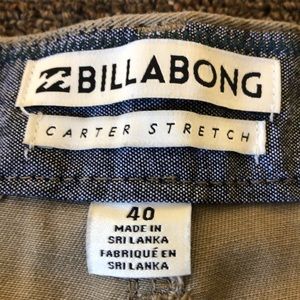 BILLABONG
CARTER STRETCH
40
MADE IN
SRI LANKA
FABRIQUÉ EN
SRI LANKA